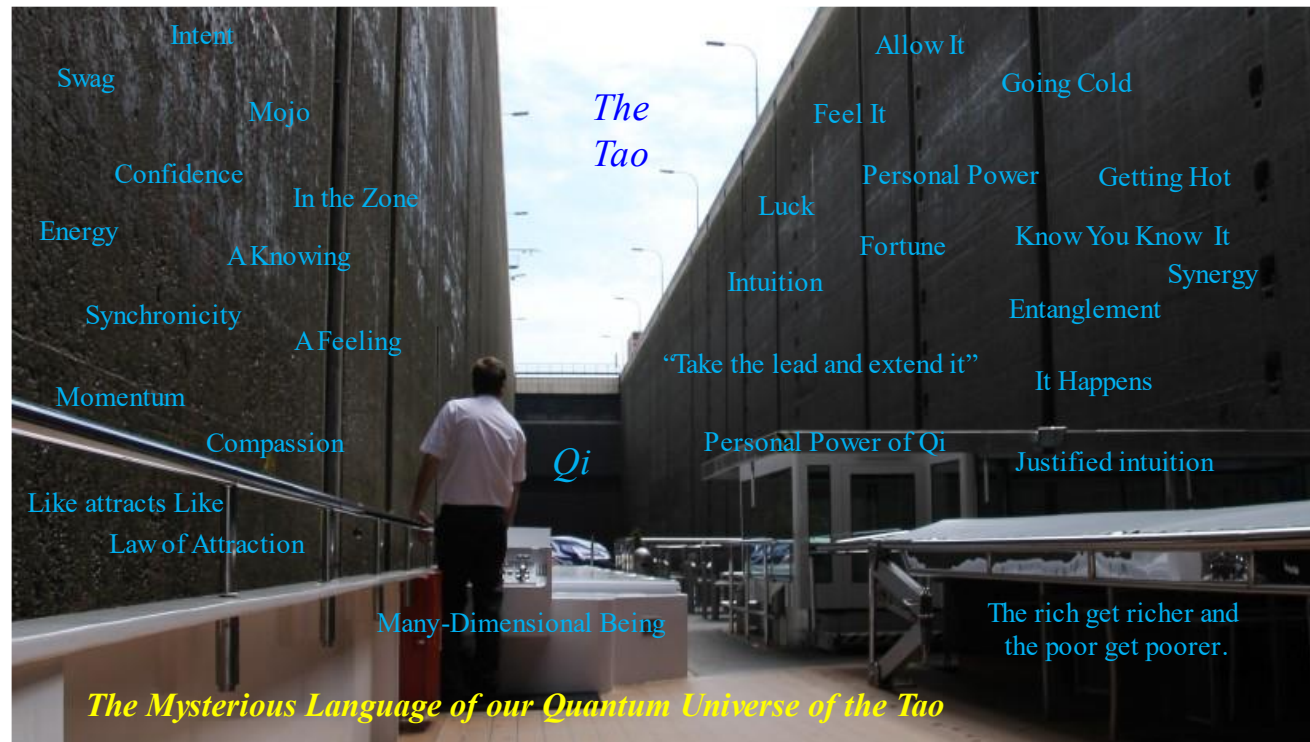 Intent
Swag
Mojo
Confidence
In the Zone
Energy
A Knowing
Synchronicity
A Feeling
Momentum
Compassion
Like attracts Like
Law of Attraction
The
Tao
Qi
Many-Dimensional Being
Allow It
Going Cold
Feel It
Personal Power
Getting Hot
Luck
Fortune
Know You Know It
Synergy
Intuition
Entanglement
“Take the lead and extend it”
It Happens
Personal Power of Qi
Justified intuition
The rich get richer and
the poor get poorer.
The Mysterious Language of our Quantum Universe of the Tao